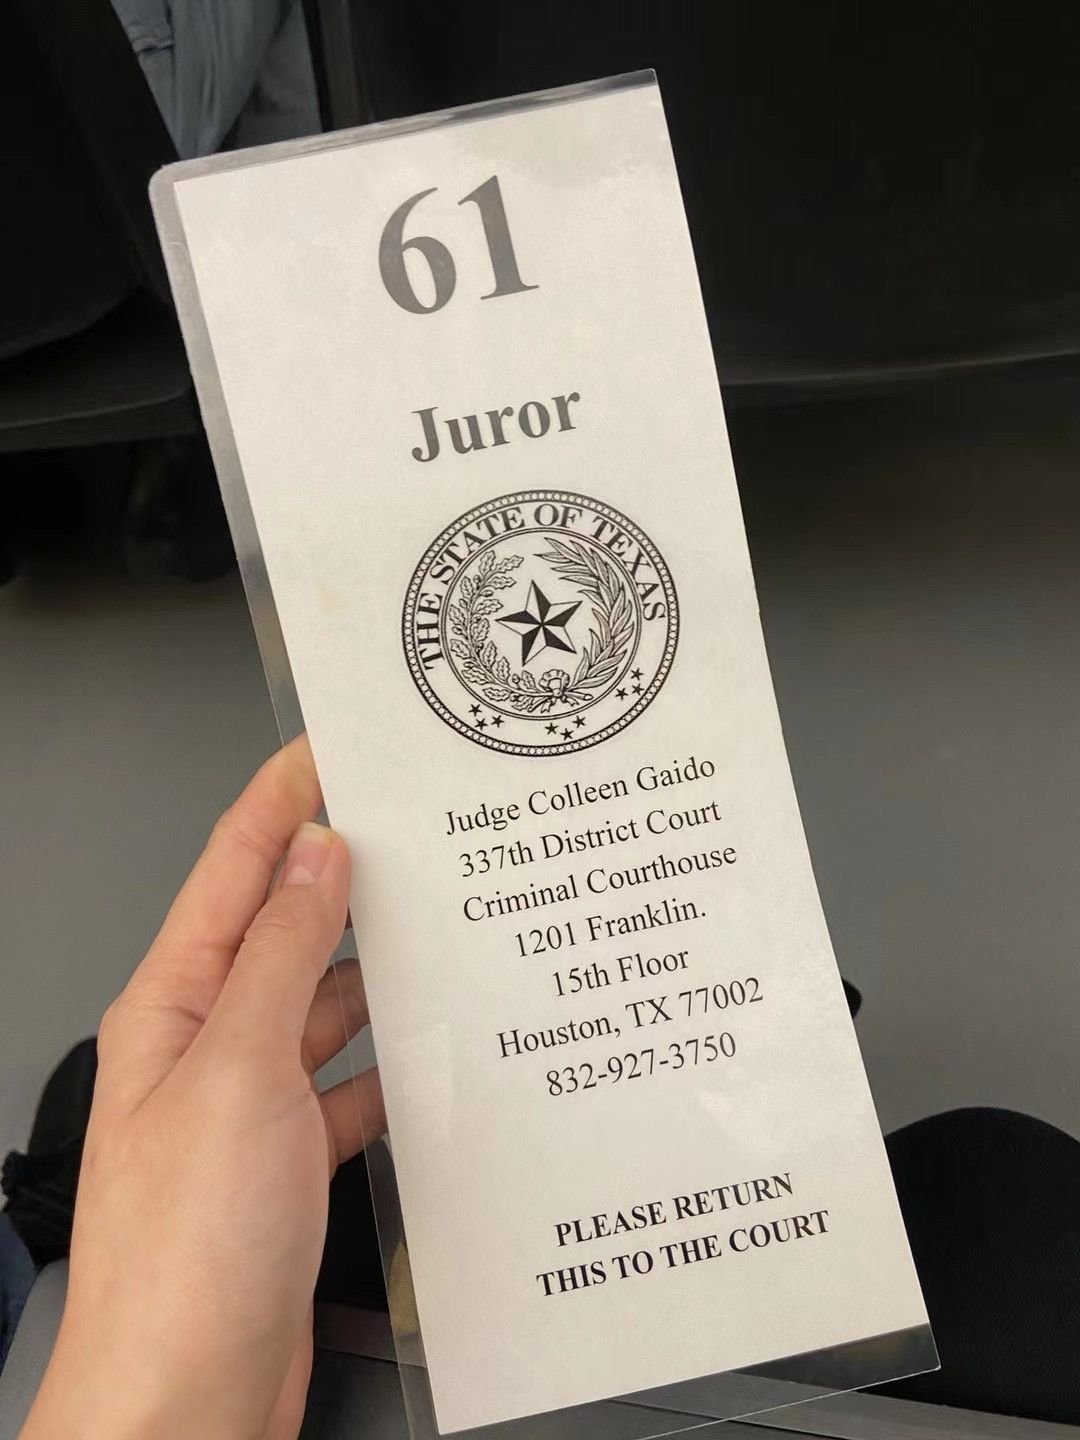 61
Juror
THE STATE OF TEXAS
Judge Colleen Gaido
337th District Court
Criminal Courthouse
1201 Franklin.
15th Floor
Houston, TX 77002
832-927-3750
PLEASE RETURN
THIS TO THE COURT